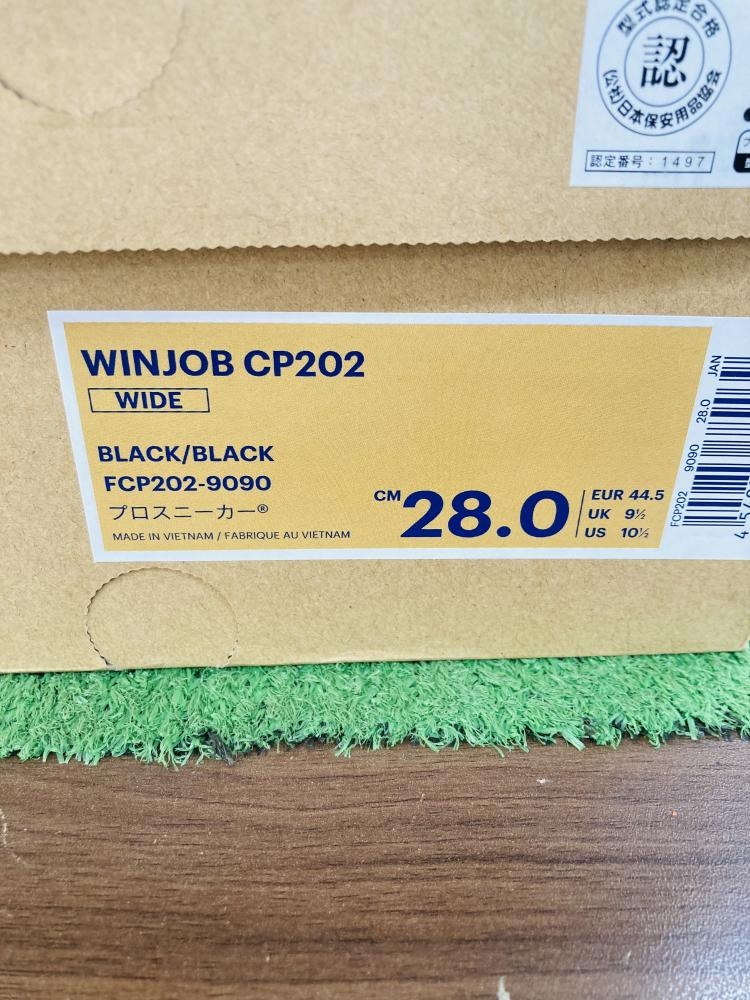 型式認定合格
認
(公社)日本保安用品協会
認定番号：1497
WINJOB CP202
WIDE
BLACK/BLACK
FCP202-9090
プロスニーカー®
MADE IN VIETNAM / FABRIQUE AU VIETNAM
CM 28.0
EUR 44.5
UK 9½
US 10½
FCP202 9090 28.0 JAN